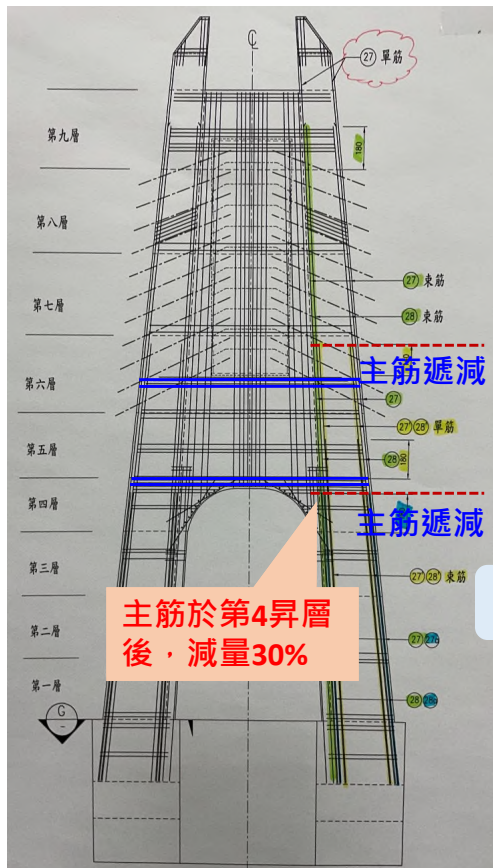 ㉗ 單筋
第九層
180
第八層
㉗ 束筋
第七層
㉘ 束筋
主筋遞減
第六層
㉗
㉗' ㉘' 單筋
第五層
㉘
180
第四層
主筋遞減
第三層
㉗' ㉘' 束筋
主筋於第4昇層
後，減量30%
第二層
㉗ 27a
第一層
㉘ 28a
G